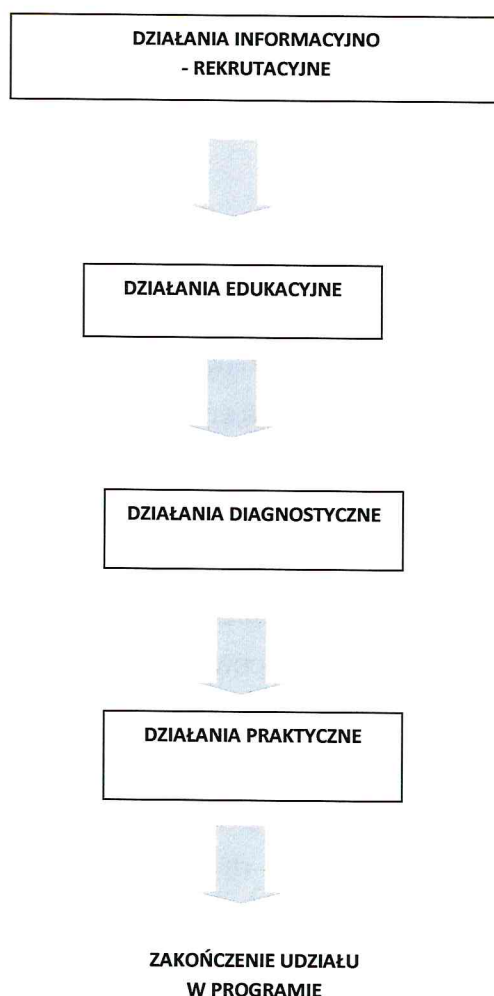 DZIAŁANIA INFORMACYJNO
- REKRUTACYJNE
DZIAŁANIA EDUKACYJNE
DZIAŁANIA DIAGNOSTYCZNE
DZIAŁANIA PRAKTYCZNE
ZAKOŃCZENIE UDZIAŁU
W PROGRAMIE